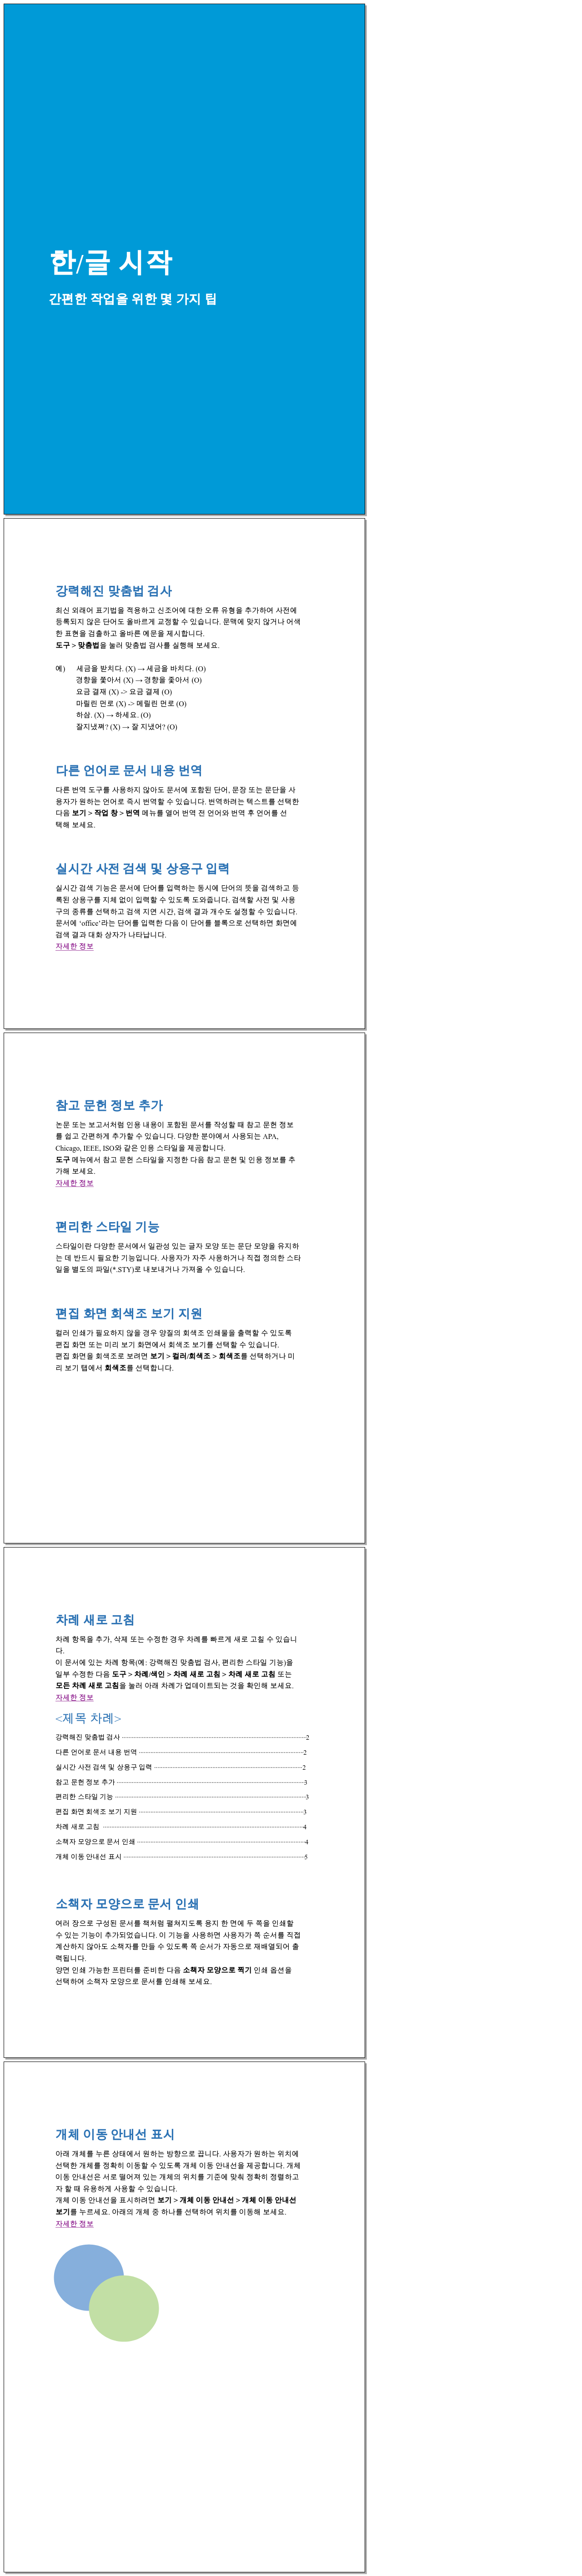 한/글 시작
간편한 작업을 위한 몇 가지 팁
강력해진 맞춤법 검사
최신 외래어 표기법을 적용하고 신조어에 대한 오류 유형을 추가하여 사전에
등록되지 않은 단어도 올바르게 교정할 수 있습니다. 문맥에 맞지 않거나 어색
한 표현을 검출하고 올바른 예문을 제시합니다.
도구 > 맞춤법을 눌러 맞춤법 검사를 실행해 보세요.
예) 세금을 받치다. (X) → 세금을 바치다. (O)
경향을 쫓아서 (X) → 경향을 좇아서 (O)
요금 결재 (X) -> 요금 결제 (O)
마릴린 먼로 (X) -> 메릴린 먼로 (O)
하삼. (X) → 하세요. (O)
잘지냈쪄? (X) → 잘 지냈어? (O)
다른 언어로 문서 내용 번역
다른 번역 도구를 사용하지 않아도 문서에 포함된 단어, 문장 또는 문단을 사
용자가 원하는 언어로 즉시 번역할 수 있습니다. 번역하려는 텍스트를 선택한
다음 보기 > 작업 창 > 번역 메뉴를 열어 번역 전 언어와 번역 후 언어를 선
택해 보세요.
실시간 사전 검색 및 상용구 입력
실시간 검색 기능은 문서에 단어를 입력하는 동시에 단어의 뜻을 검색하고 등
록된 상용구를 지체 없이 입력할 수 있도록 도와줍니다. 검색할 사전 및 사용
구의 종류를 선택하고 검색 지면 시간, 검색 결과 개수도 설정할 수 있습니다.
문서에 ‘office’라는 단어를 입력한 다음 이 단어를 블록으로 선택하면 화면에
검색 결과 대화 상자가 나타납니다.
자세한 정보
참고 문헌 정보 추가
논문 또는 보고서처럼 인용 내용이 포함된 문서를 작성할 때 참고 문헌 정보
를 쉽고 간편하게 추가할 수 있습니다. 다양한 분야에서 사용되는 APA,
Chicago, IEEE, ISO와 같은 인용 스타일을 제공합니다.
도구 메뉴에서 참고 문헌 스타일을 지정한 다음 참고 문헌 및 인용 정보를 추
가해 보세요.
자세한 정보
편리한 스타일 기능
스타일이란 다양한 문서에서 일관성 있는 글자 모양 또는 문단 모양을 유지하
는 데 반드시 필요한 기능입니다. 사용자가 자주 사용하거나 직접 정의한 스타
일을 별도의 파일(*.STY)로 내보내거나 가져올 수 있습니다.
편집 화면 회색조 보기 지원
컬러 인쇄가 필요하지 않을 경우 양질의 회색조 인쇄물을 출력할 수 있도록
편집 화면 또는 미리 보기 화면에서 회색조 보기를 선택할 수 있습니다.
편집 화면을 회색조로 보려면 보기 > 컬러/회색조 > 회색조를 선택하거나 미
리 보기 탭에서 회색조를 선택합니다.
차례 새로 고침
차례 항목을 추가, 삭제 또는 수정한 경우 차례를 빠르게 새로 고칠 수 있습니
다.
이 문서에 있는 차례 항목(예: 강력해진 맞춤법 검사, 편리한 스타일 기능)을
일부 수정한 다음 도구 > 차례/색인 > 차례 새로 고침 > 차례 새로 고침 또는
모든 차례 새로 고침을 눌러 아래 차례가 업데이트되는 것을 확인해 보세요.
자세한 정보
<제목 차례>
강력해진 맞춤법 검사 2
다른 언어로 문서 내용 번역 2
실시간 사전 검색 및 상용구 입력 2
참고 문헌 정보 추가 3
편리한 스타일 기능 3
편집 화면 회색조 보기 지원 3
차례 새로 고침 4
소책자 모양으로 문서 인쇄 4
개체 이동 안내선 표시 5
소책자 모양으로 문서 인쇄
여러 장으로 구성된 문서를 책처럼 펼쳐지도록 용지 한 면에 두 쪽을 인쇄할
수 있는 기능이 추가되었습니다. 이 기능을 사용하면 사용자가 쪽 순서를 직접
계산하지 않아도 소책자를 만들 수 있도록 쪽 순서가 자동으로 재배열되어 출
력됩니다.
양면 인쇄 가능한 프린터를 준비한 다음 소책자 모양으로 찍기 인쇄 옵션을
선택하여 소책자 모양으로 문서를 인쇄해 보세요.
개체 이동 안내선 표시
아래 개체를 누른 상태에서 원하는 방향으로 끕니다. 사용자가 원하는 위치에
선택한 개체를 정확히 이동할 수 있도록 개체 이동 안내선을 제공합니다. 개체
이동 안내선은 서로 떨어져 있는 개체의 위치를 기준에 맞춰 정확히 정렬하고
자 할 때 유용하게 사용할 수 있습니다.
개체 이동 안내선을 표시하려면 보기 > 개체 이동 안내선 > 개체 이동 안내선
보기를 누르세요. 아래의 개체 중 하나를 선택하여 위치를 이동해 보세요.
자세한 정보